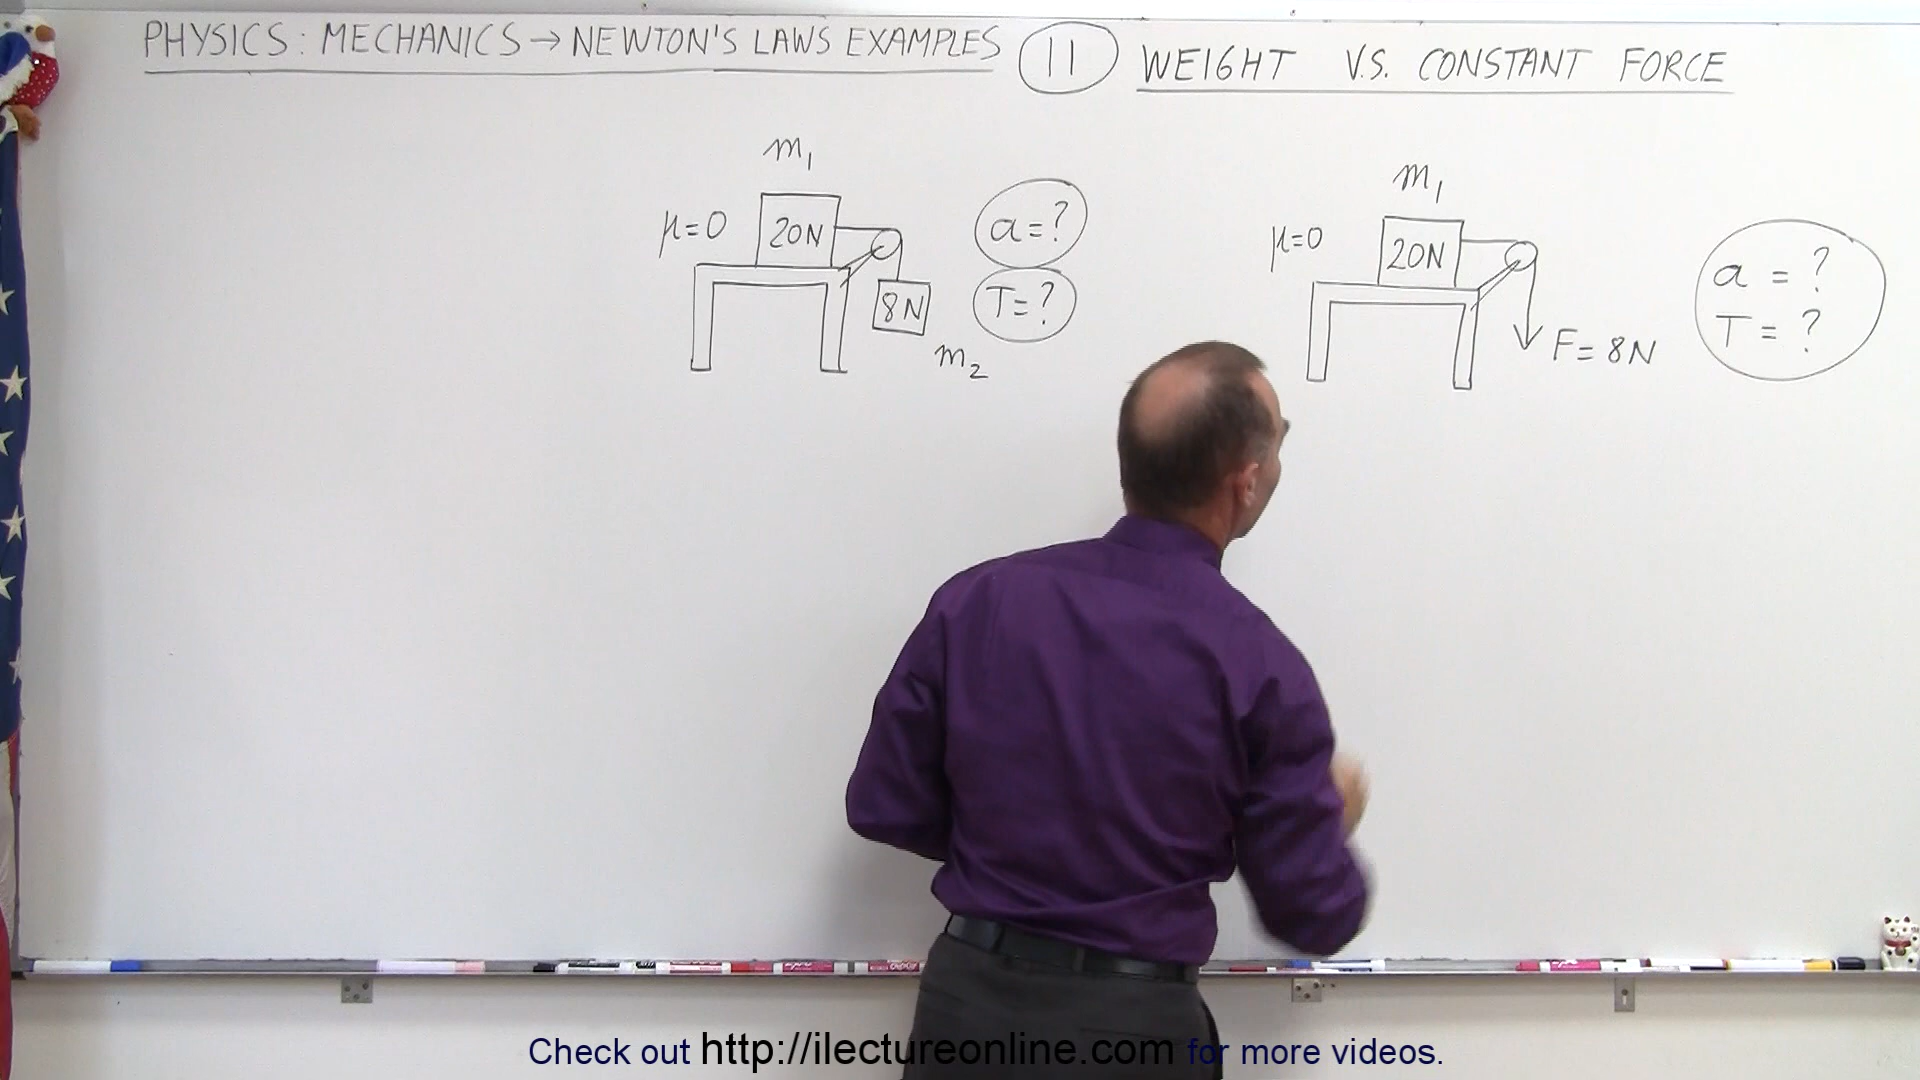 PHYSICS: MECHANICS → NEWTON'S LAWS EXAMPLES 11 WEIGHT V.S. CONSTANT FORCE
m₁
μ=0
20N
8N
m₂
a=?
T=?
m₁
μ=0
20N
F=8N
a = ?
T = ?
Check out http://ilectureonline.com for more videos.